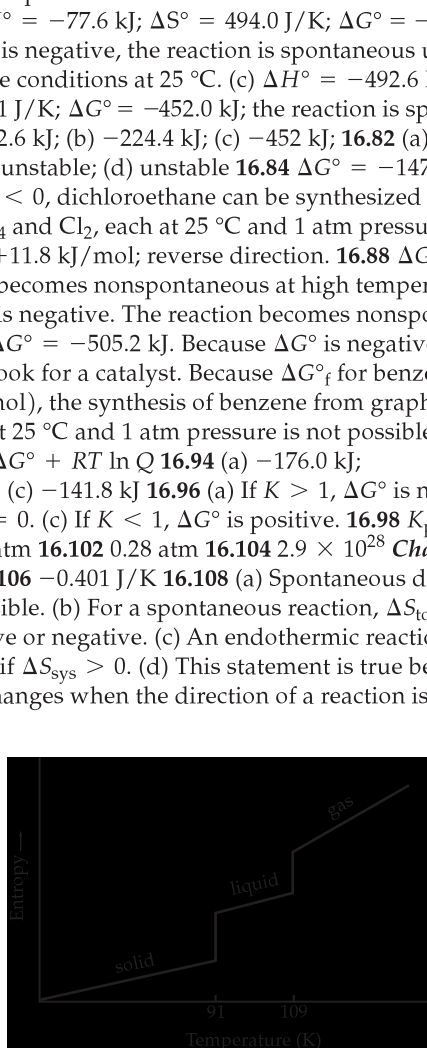 ° = −77.6 kJ; ΔS° = 494.0 J/K; ΔG° = −
is negative, the reaction is spontaneous u
e conditions at 25 °C. (c) ΔH° = −492.6
1 J/K; ΔG° = −452.0 kJ; the reaction is sp
2.6 kJ; (b) −224.4 kJ; (c) −452 kJ; 16.82 (a)
unstable; (d) unstable 16.84 ΔG° = −147
< 0, dichloroethane can be synthesized
4 and Cl₂, each at 25 °C and 1 atm pressu
+11.8 kJ/mol; reverse direction. 16.88 ΔG
becomes nonspontaneous at high temper
is negative. The reaction becomes nonspo
ΔG° = −505.2 kJ. Because ΔG° is negativ
ook for a catalyst. Because ΔG°f for benze
nol), the synthesis of benzene from graph
t 25 °C and 1 atm pressure is not possible
ΔG° + RT ln Q 16.94 (a) −176.0 kJ;
(c) −141.8 kJ 16.96 (a) If K > 1, ΔG° is n
= 0. (c) If K < 1, ΔG° is positive. 16.98 Kp
atm 16.102 0.28 atm 16.104 2.9 × 10²⁸ Cha
106 −0.401 J/K 16.108 (a) Spontaneous d
sible. (b) For a spontaneous reaction, ΔSto
ve or negative. (c) An endothermic reactio
if ΔSsys > 0. (d) This statement is true be
hanges when the direction of a reaction is
gas
liquid
Entropy →
solid
91 109
Temperature (K)